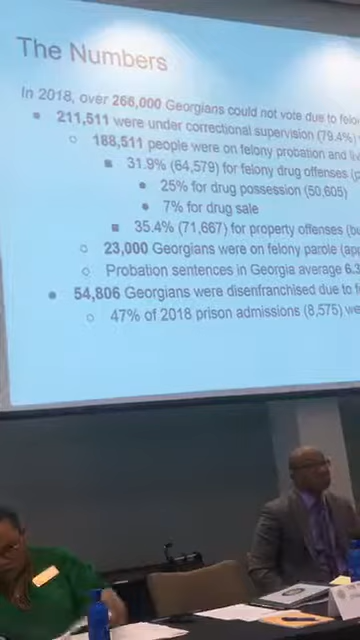 The Numbers
In 2018, over 266,000 Georgians could not vote due to
• 211,511 were under correctional supervision (79.4%)
○ 188,511 people were on felony probation and
■ 31.9% (64,579) for felony drug offenses
• 25% for drug possession (50,605)
• 7% for drug sale
■ 35.4% (71,667) for property offenses
○ 23,000 Georgians were on felony parole
○ Probation sentences in Georgia average 6.3
• 54,806 Georgians were disenfranchised due to
○ 47% of 2018 prison admissions (8,575)